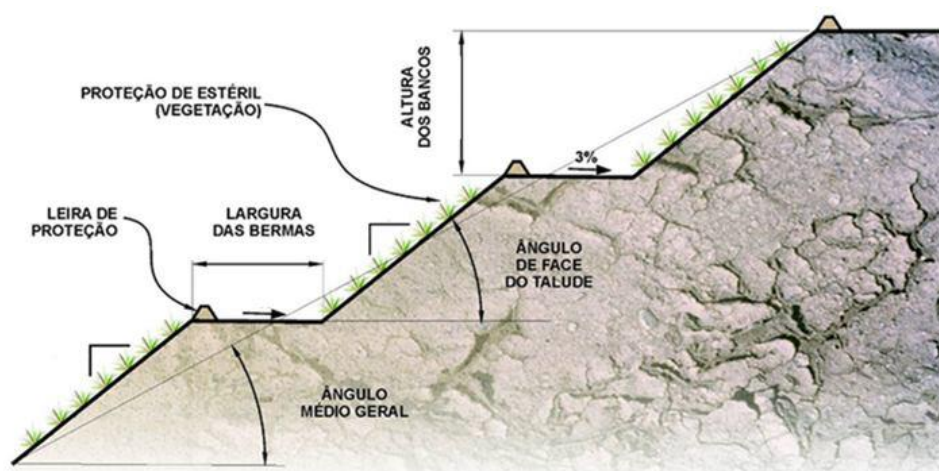 PROTEÇÃO DE ESTÉRIL
(VEGETAÇÃO)
ALTURA
DOS BANCOS
3%
LEIRA DE
PROTEÇÃO
LARGURA
DAS BERMAS
ÂNGULO
DE FACE
DO TALUDE
ÂNGULO
MÉDIO GERAL